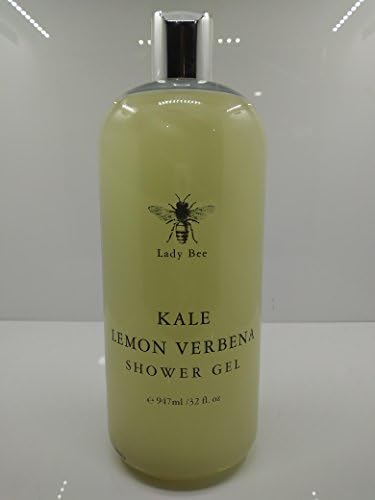 Lady Bee
KALE
LEMON VERBENA
SHOWER GEL
e 947ml /32 fl. oz